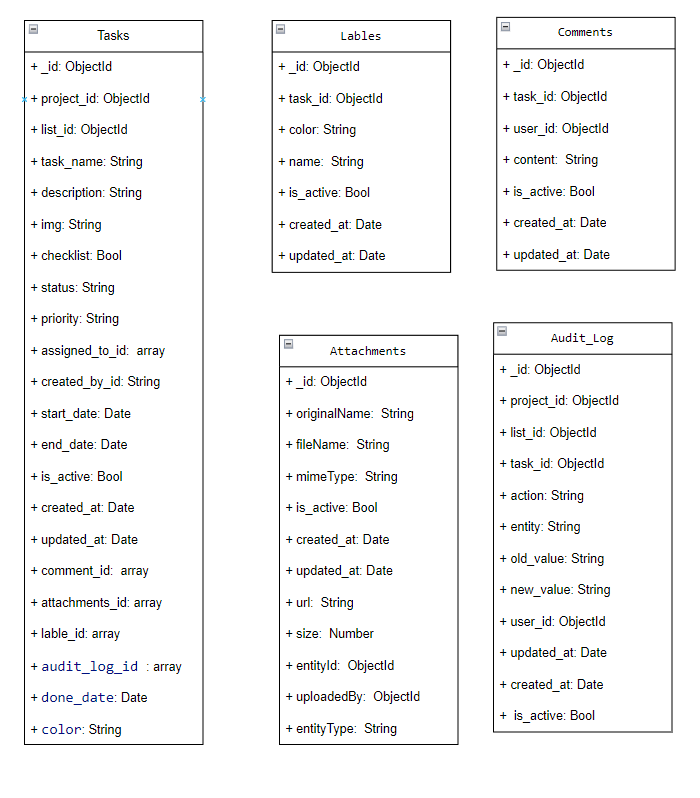 Tasks
+ _id: ObjectId
+ project_id: ObjectId
+ list_id: ObjectId
+ task_name: String
+ description: String
+ img: String
+ checklist: Bool
+ status: String
+ priority: String
+ assigned_to_id: array
+ created_by_id: String
+ start_date: Date
+ end_date: Date
+ is_active: Bool
+ created_at: Date
+ updated_at: Date
+ comment_id: array
+ attachments_id: array
+ lable_id: array
+ audit_log_id : array
+ done_date: Date
+ color: String
Lables
+ _id: ObjectId
+ task_id: ObjectId
+ color: String
+ name: String
+ is_active: Bool
+ created_at: Date
+ updated_at: Date
Comments
+ _id: ObjectId
+ task_id: ObjectId
+ user_id: ObjectId
+ content: String
+ is_active: Bool
+ created_at: Date
+ updated_at: Date
Attachments
+ _id: ObjectId
+ originalName: String
+ fileName: String
+ mimeType: String
+ is_active: Bool
+ created_at: Date
+ updated_at: Date
+ url: String
+ size: Number
+ entityId: ObjectId
+ uploadedBy: ObjectId
+ entityType: String
Audit_Log
+ _id: ObjectId
+ project_id: ObjectId
+ list_id: ObjectId
+ task_id: ObjectId
+ action: String
+ entity: String
+ old_value: String
+ new_value: String
+ user_id: ObjectId
+ updated_at: Date
+ created_at: Date
+ is_active: Bool